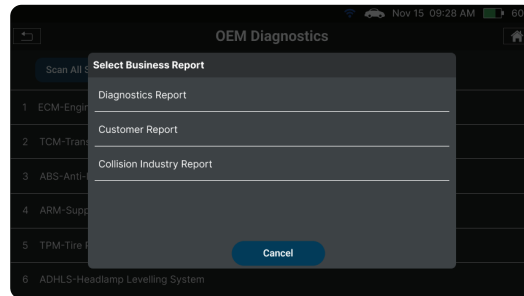 Nov 15 09:28 AM 60
OEM Diagnostics
Scan All S
Select Business Report
Diagnostics Report
Customer Report
Collision Industry Report
Cancel
1 ECM-Engin
2 TCM-Trans
3 ABS-Anti-
4 ARM-Supp
5 TPM-Tire
6 ADHLS-Headlamp Levelling System